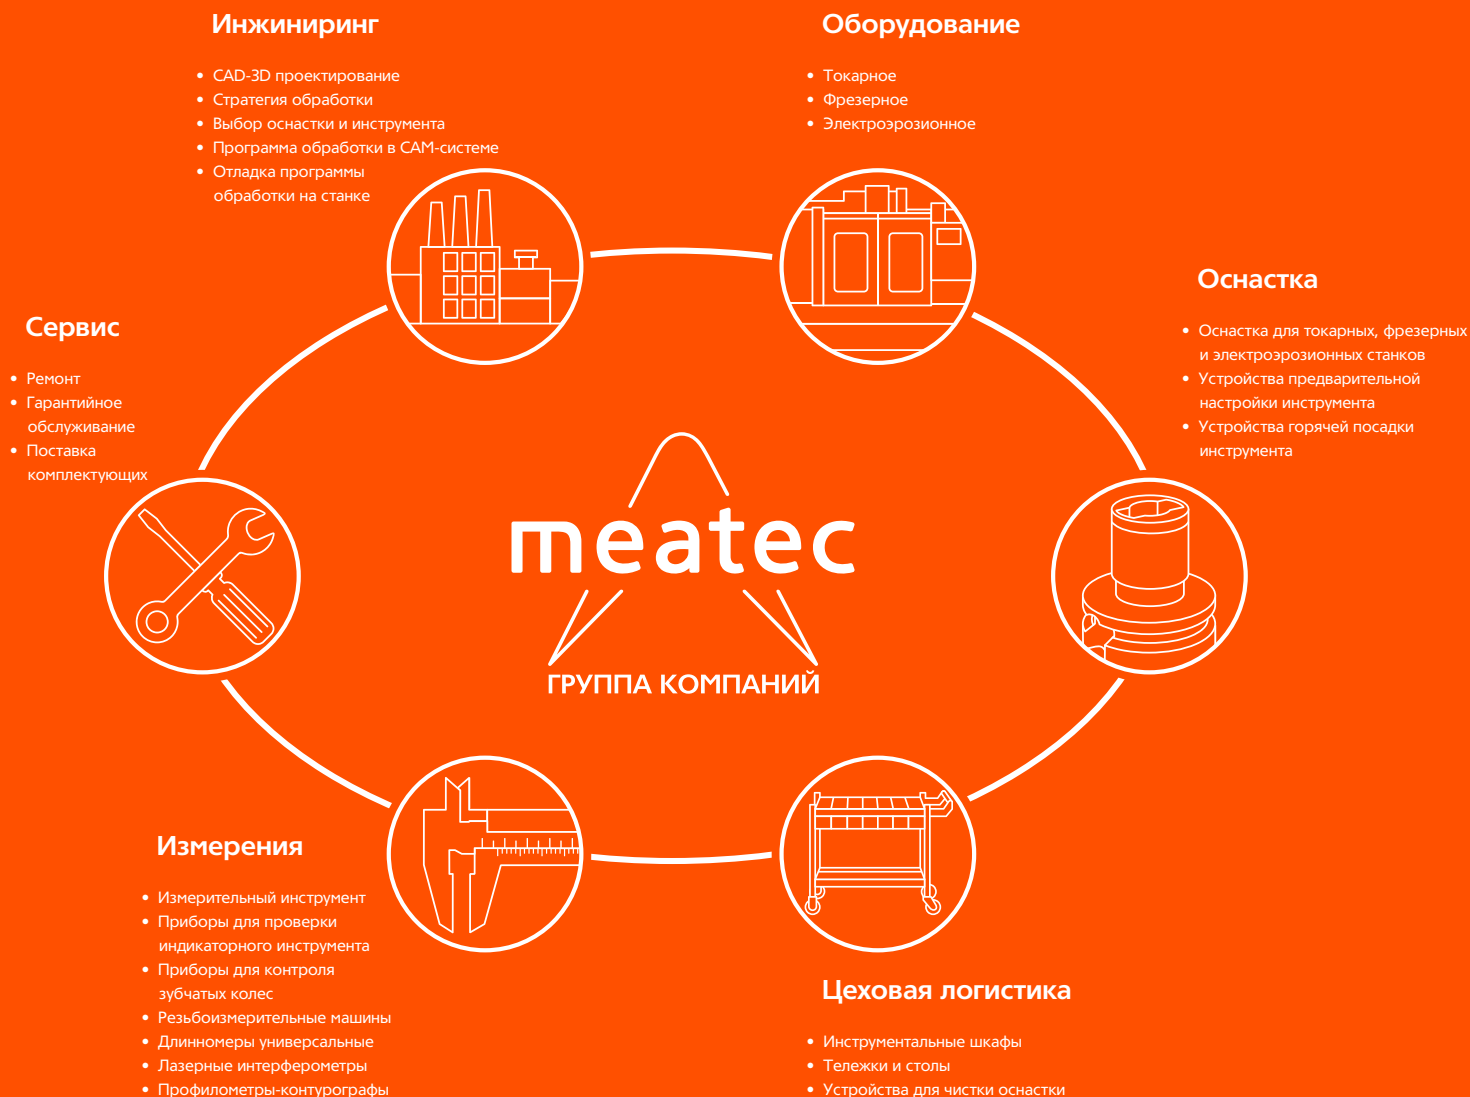 Инжиниринг
• CAD-3D проектирование
• Стратегия обработки
• Выбор оснастки и инструмента
• Программа обработки в CAM-системе
• Отладка программы
обработки на станке
Оборудование
• Токарное
• Фрезерное
• Электроэрозионное
Оснастка
• Оснастка для токарных, фрезерных
и электроэрозионных станков
• Устройства предварительной
настройки инструмента
• Устройства горячей посадки
инструмента
Сервис
• Ремонт
• Гарантийное
обслуживание
• Поставка
комплектующих
meatec
ГРУППА КОМПАНИЙ
Измерения
• Измерительный инструмент
• Приборы для проверки
индикаторного инструмента
• Приборы для контроля
зубчатых колес
• Резьбоизмерительные машины
• Длинномеры универсальные
• Лазерные интерферометры
• Профилометры-контурографы
Цеховая логистика
• Инструментальные шкафы
• Тележки и столы
• Устройства для чистки оснастки